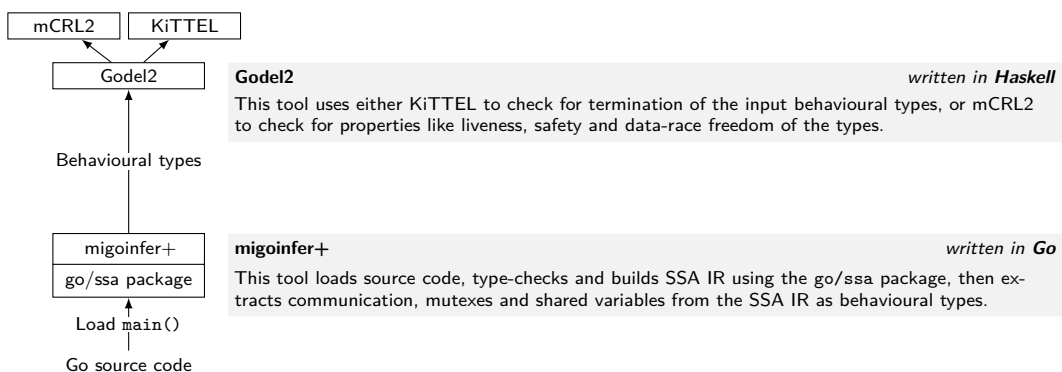 mCRL2 KiTTEL
Godel2
Godel2 written in Haskell
This tool uses either KiTTEL to check for termination of the input behavioural types, or mCRL2
to check for properties like liveness, safety and data-race freedom of the types.
Behavioural types
migoinfer+
go/ssa package
migoinfer+ written in Go
This tool loads source code, type-checks and builds SSA IR using the go/ssa package, then ex-
tracts communication, mutexes and shared variables from the SSA IR as behavioural types.
Load main()
Go source code